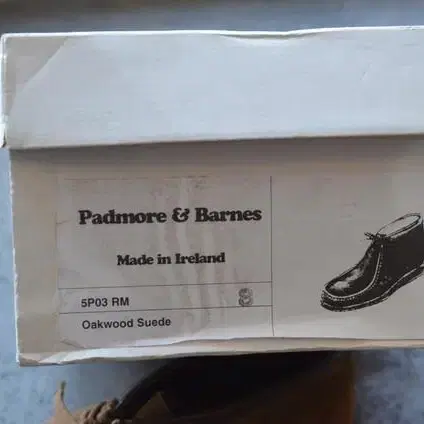 Padmore & Barnes
Made in Ireland
5P03 RM 8
Oakwood Suede